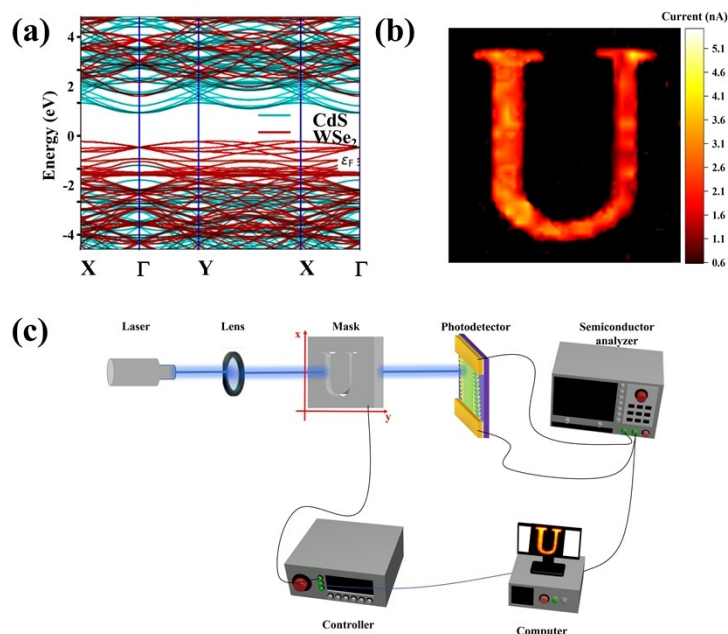 (a)
4
2
0
-2
-4
Energy (eV)
CdS
WSe₂
εF
X Γ Y X Γ
(b)
Current (nA)
5.1
4.6
4.1
3.6
3.1
2.6
2.1
1.6
1.1
0.6
U
(c)
Laser
Lens
Mask
Photodetector
Semiconductor
analyzer
x
U
y
U
Controller
Computer